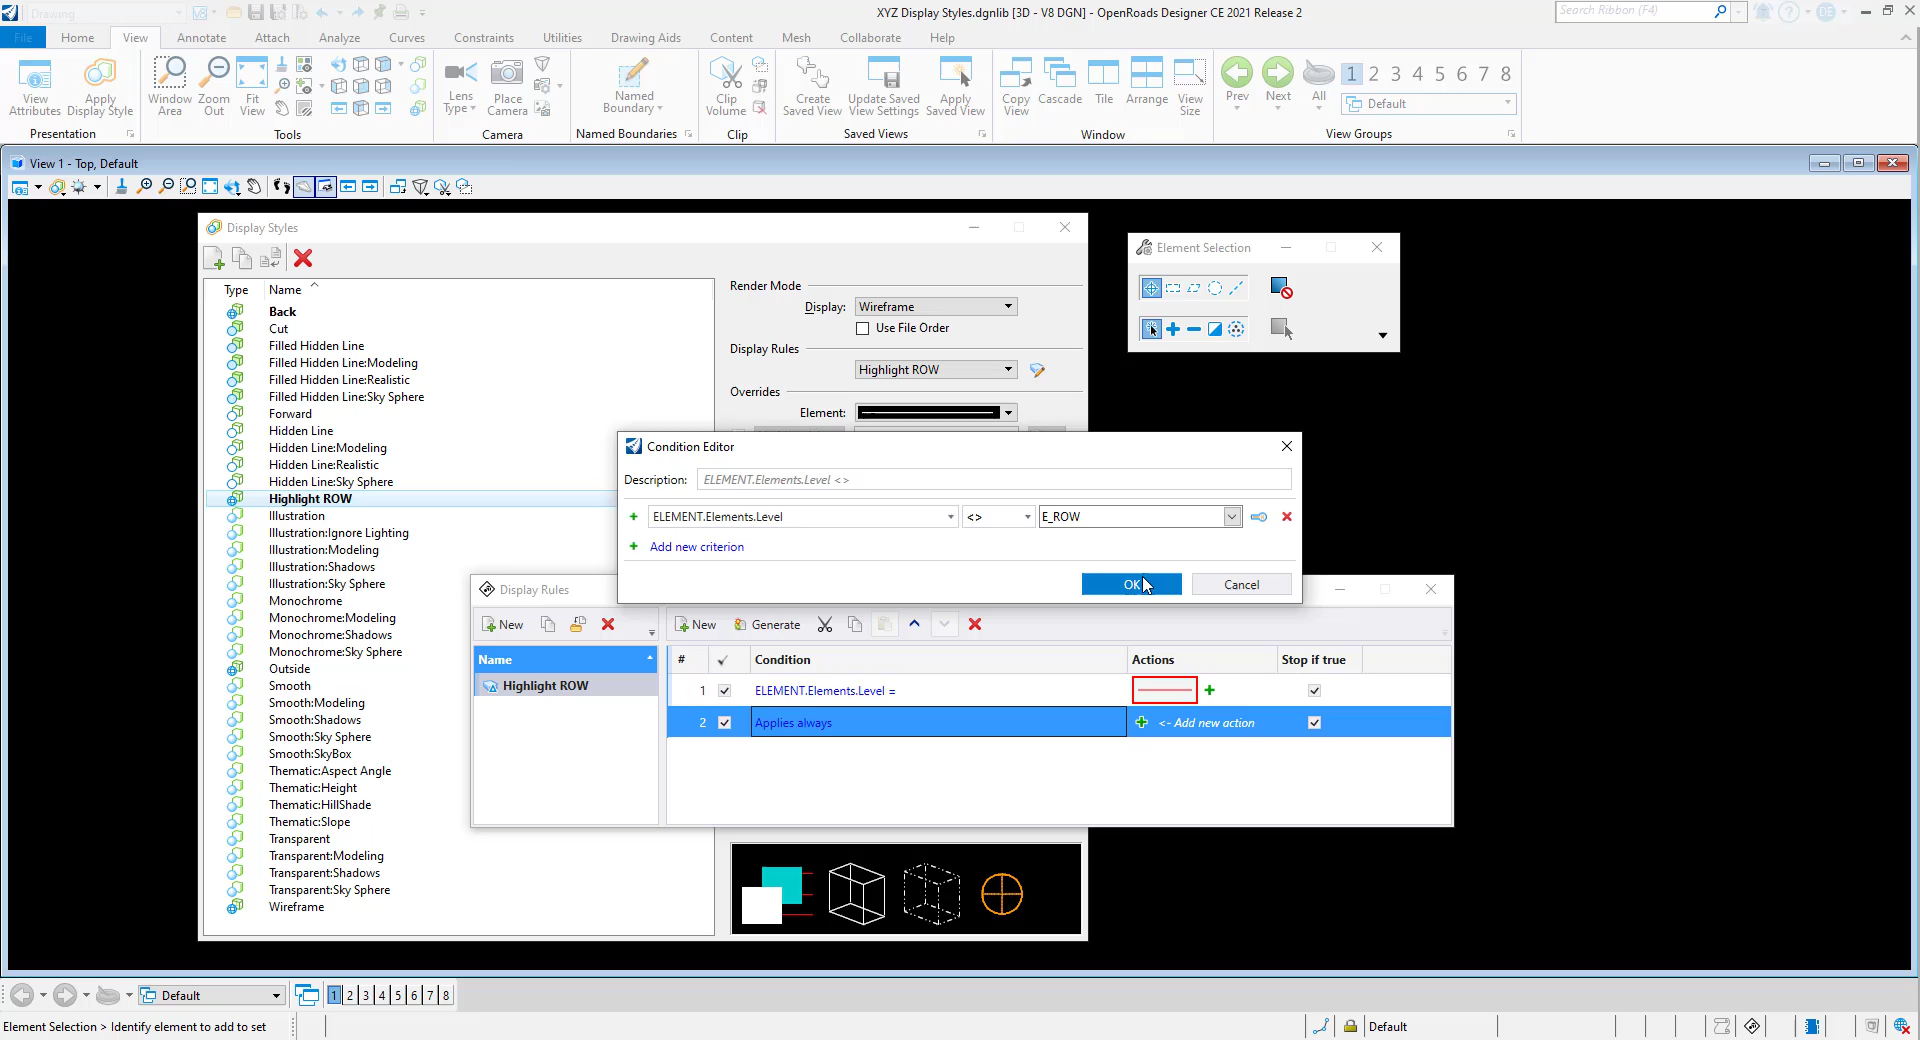 Drawing
XYZ Display Styles.dgnlib [3D - V8 DGN] - OpenRoads Designer CE 2021 Release 2
Search Ribbon (F4)
DE
File
Home
View
Annotate
Attach
Analyze
Curves
Constraints
Utilities
Drawing Aids
Content
Mesh
Collaborate
Help
View Attributes
Apply Display Style
Window Area
Zoom Out
Fit View
Lens Type
Place Camera
Named Boundary
Clip Volume
Create Saved View
Update Saved View Settings
Apply Saved View
Copy View
Cascade
Tile
Arrange
View Size
Prev
Next
All
1 2 3 4 5 6 7 8
Default
Presentation
Tools
Camera
Named Boundaries
Clip
Saved Views
Window
View Groups
View 1 - Top, Default
Display Styles
Type
Name
Back
Cut
Filled Hidden Line
Filled Hidden Line:Modeling
Filled Hidden Line:Realistic
Filled Hidden Line:Sky Sphere
Forward
Hidden Line
Hidden Line:Modeling
Hidden Line:Realistic
Hidden Line:Sky Sphere
Highlight ROW
Illustration
Illustration:Ignore Lighting
Illustration:Modeling
Illustration:Shadows
Illustration:Sky Sphere
Monochrome
Monochrome:Modeling
Monochrome:Shadows
Monochrome:Sky Sphere
Outside
Smooth
Smooth:Modeling
Smooth:Shadows
Smooth:Sky Sphere
Smooth:SkyBox
Thematic:Aspect Angle
Thematic:Height
Thematic:HillShade
Thematic:Slope
Transparent
Transparent:Modeling
Transparent:Shadows
Transparent:Sky Sphere
Wireframe
Render Mode
Display: Wireframe
Use File Order
Display Rules
Highlight ROW
Overrides
Element:
Element Selection
Condition Editor
Description: ELEMENT.Elements.Level <>
ELEMENT.Elements.Level <> E_ROW
Add new criterion
OK
Cancel
Display Rules
New
New
Generate
Name
Highlight ROW
# Condition Actions Stop if true
1 ELEMENT.Elements.Level =
2 Applies always <- Add new action
Default
1 2 3 4 5 6 7 8
Element Selection > Identify element to add to set
Default